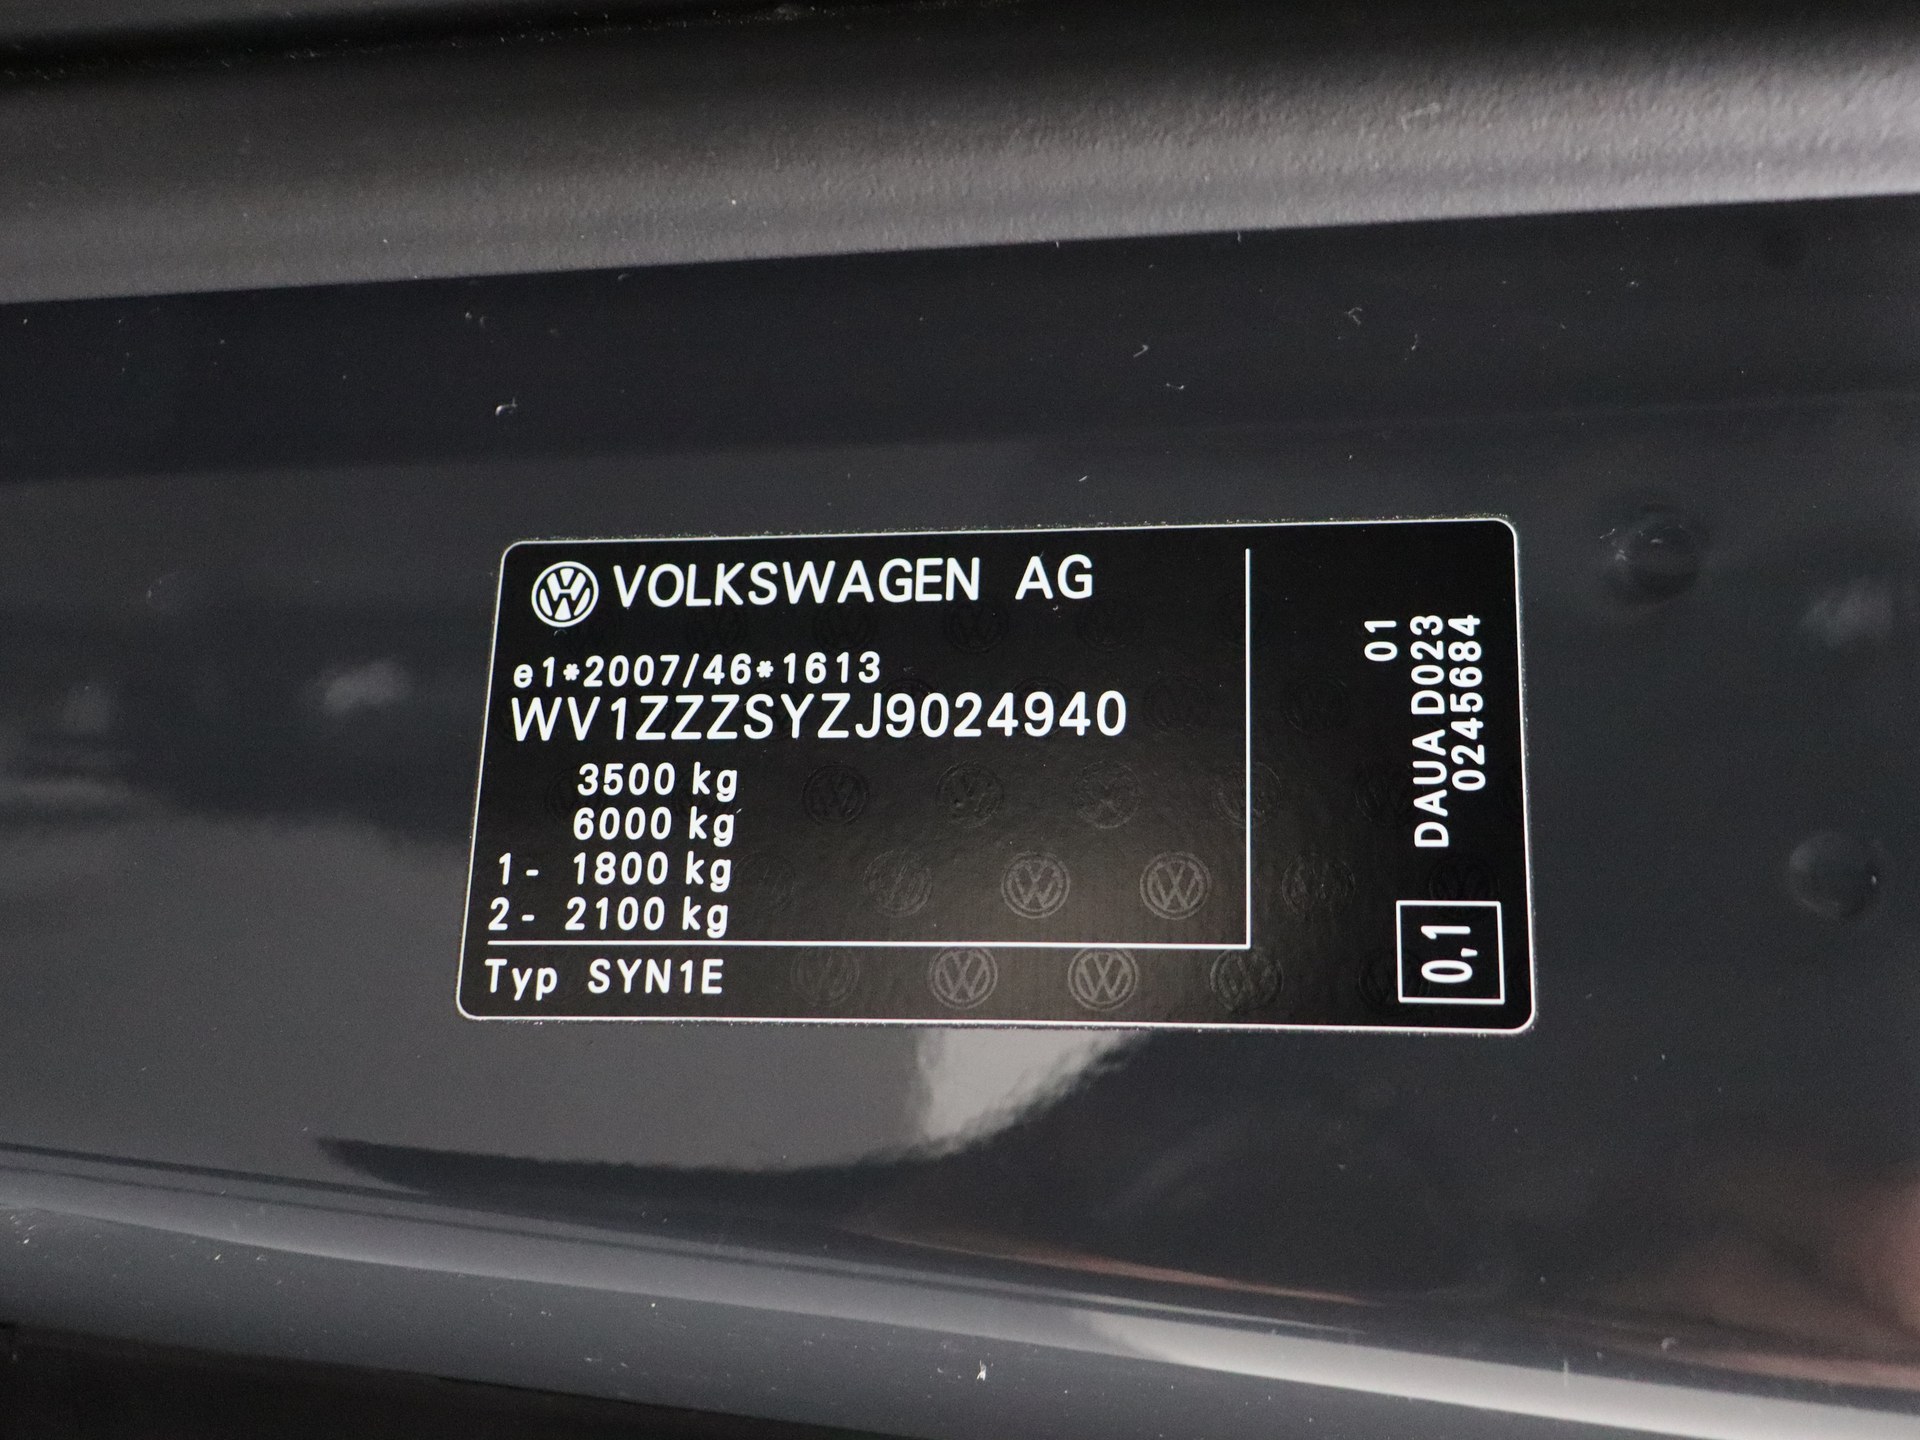 VOLKSWAGEN AG
e1*2007/46*1613
WV1ZZZSYZJ9024940
3500 kg
6000 kg
1- 1800 kg
2- 2100 kg
Typ SYN1E
01
DAUA D023
0245684
0,1